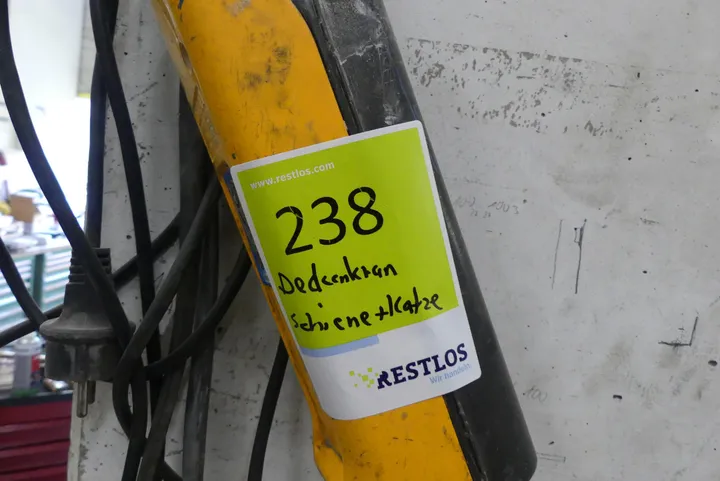 www.restlos.com
238
Deckenkran
Schiene + Katze
RESTLOS
Wir handeln.